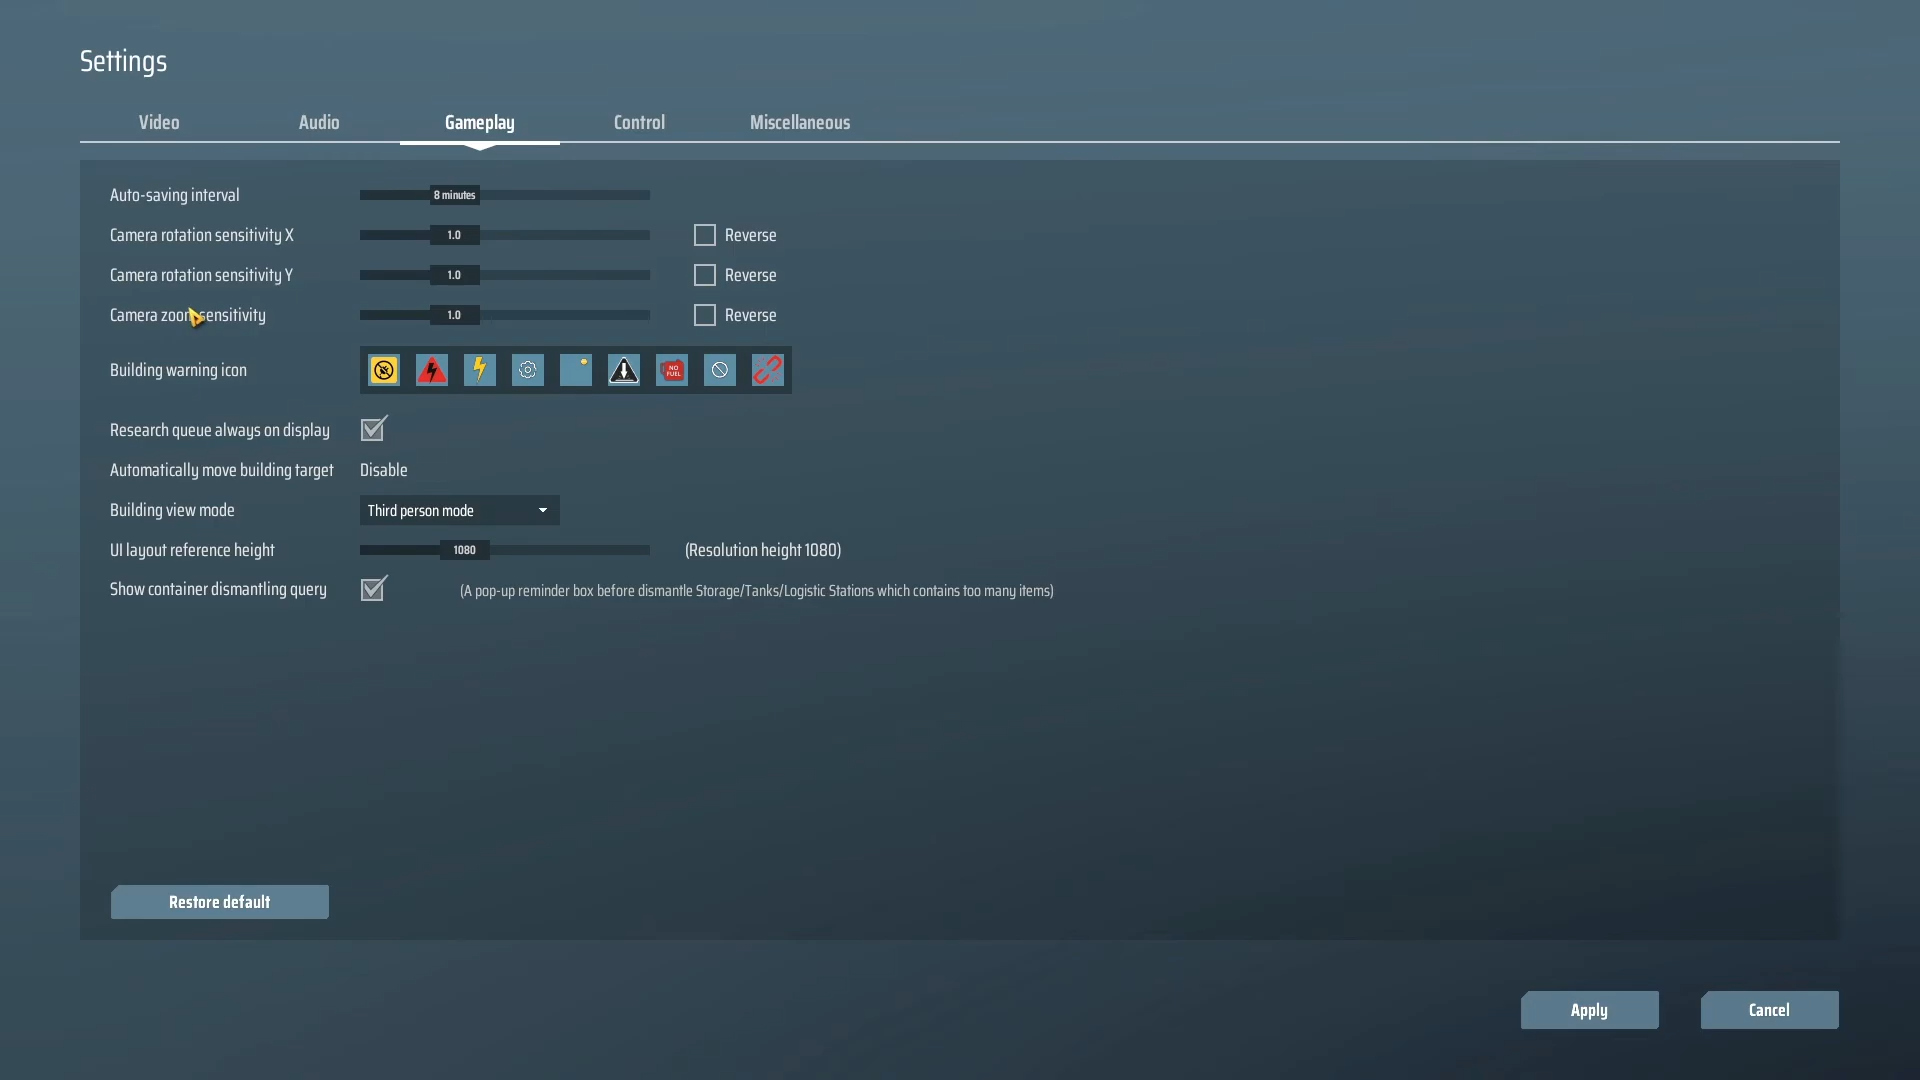 Settings
Video Audio Gameplay Control Miscellaneous
Auto-saving interval 8 minutes
Camera rotation sensitivity X 1.0 Reverse
Camera rotation sensitivity Y 1.0 Reverse
Camera zoom sensitivity 1.0 Reverse
Building warning icon NO FUEL
Research queue always on display
Automatically move building target Disable
Building view mode Third person mode
UI layout reference height 1080 (Resolution height 1080)
Show container dismantling query (A pop-up reminder box before dismantle Storage/Tanks/Logistic Stations which contains too many items)
Restore default
Apply Cancel